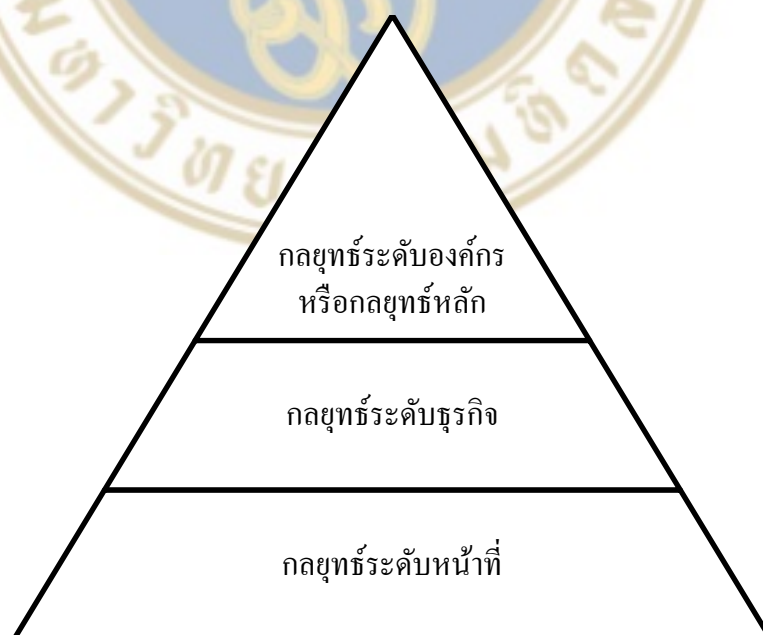 กลยุทธ์ระดับองค์กร
หรือกลยุทธ์หลัก
กลยุทธ์ระดับธุรกิจ
กลยุทธ์ระดับหน้าที่